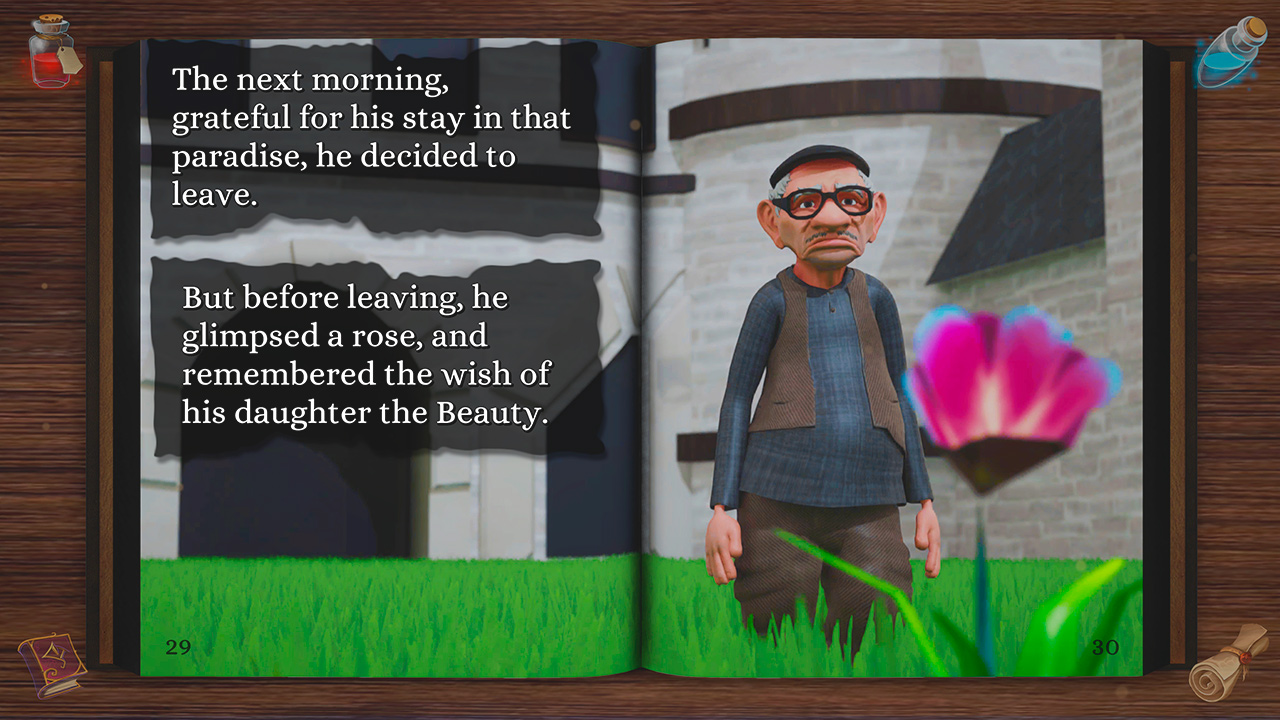 The next morning,
grateful for his stay in that
paradise, he decided to
leave.
But before leaving, he
glimpsed a rose, and
remembered the wish of
his daughter the Beauty.
29
30